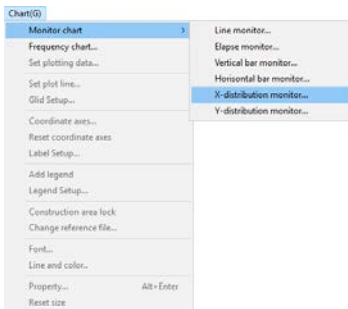 Chart(G)
Monitor chart
Frequency chart...
Set plotting data...
Set plot line...
Glid Setup...
Coordinate axes...
Reset coordinate axes
Label Setup...
Add legend
Legend Setup...
Construction area lock
Change reference file...
Font...
Line and color...
Property... Alt+Enter
Reset size
Line monitor...
Elapse monitor...
Vertical bar monitor...
Horisontal bar monitor...
X-distribution monitor...
Y-distribution monitor...